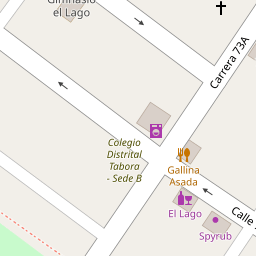 Gimnasio
el Lago
Carrera 73A
Colegio
Distrital
Tabora
- Sede B
Gallina
Asada
El Lago
Calle
Spyrub